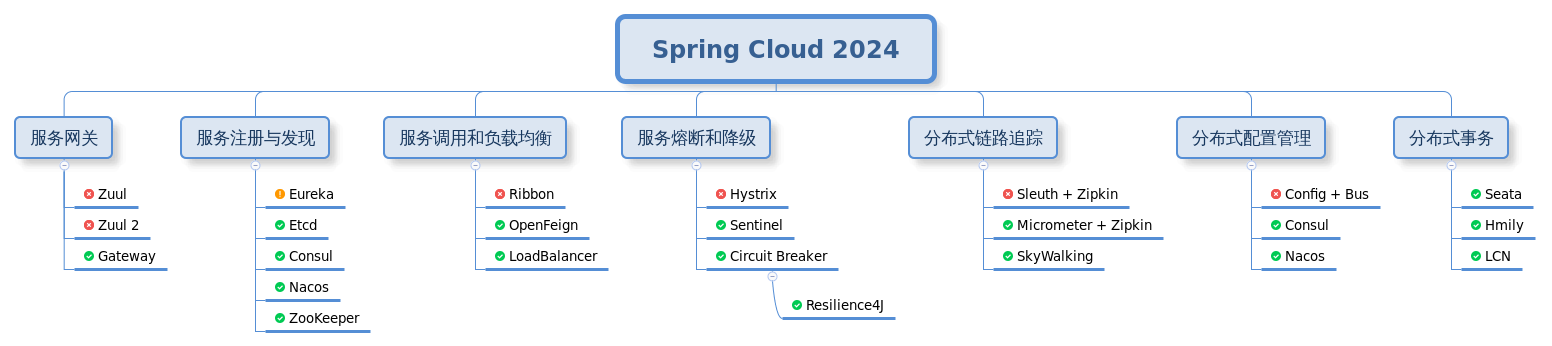 Spring Cloud 2024
服务网关
Zuul
Zuul 2
Gateway
服务注册与发现
Eureka
Etcd
Consul
Nacos
ZooKeeper
服务调用和负载均衡
Ribbon
OpenFeign
LoadBalancer
服务熔断和降级
Hystrix
Sentinel
Circuit Breaker
Resilience4J
分布式链路追踪
Sleuth + Zipkin
Micrometer + Zipkin
SkyWalking
分布式配置管理
Config + Bus
Consul
Nacos
分布式事务
Seata
Hmily
LCN